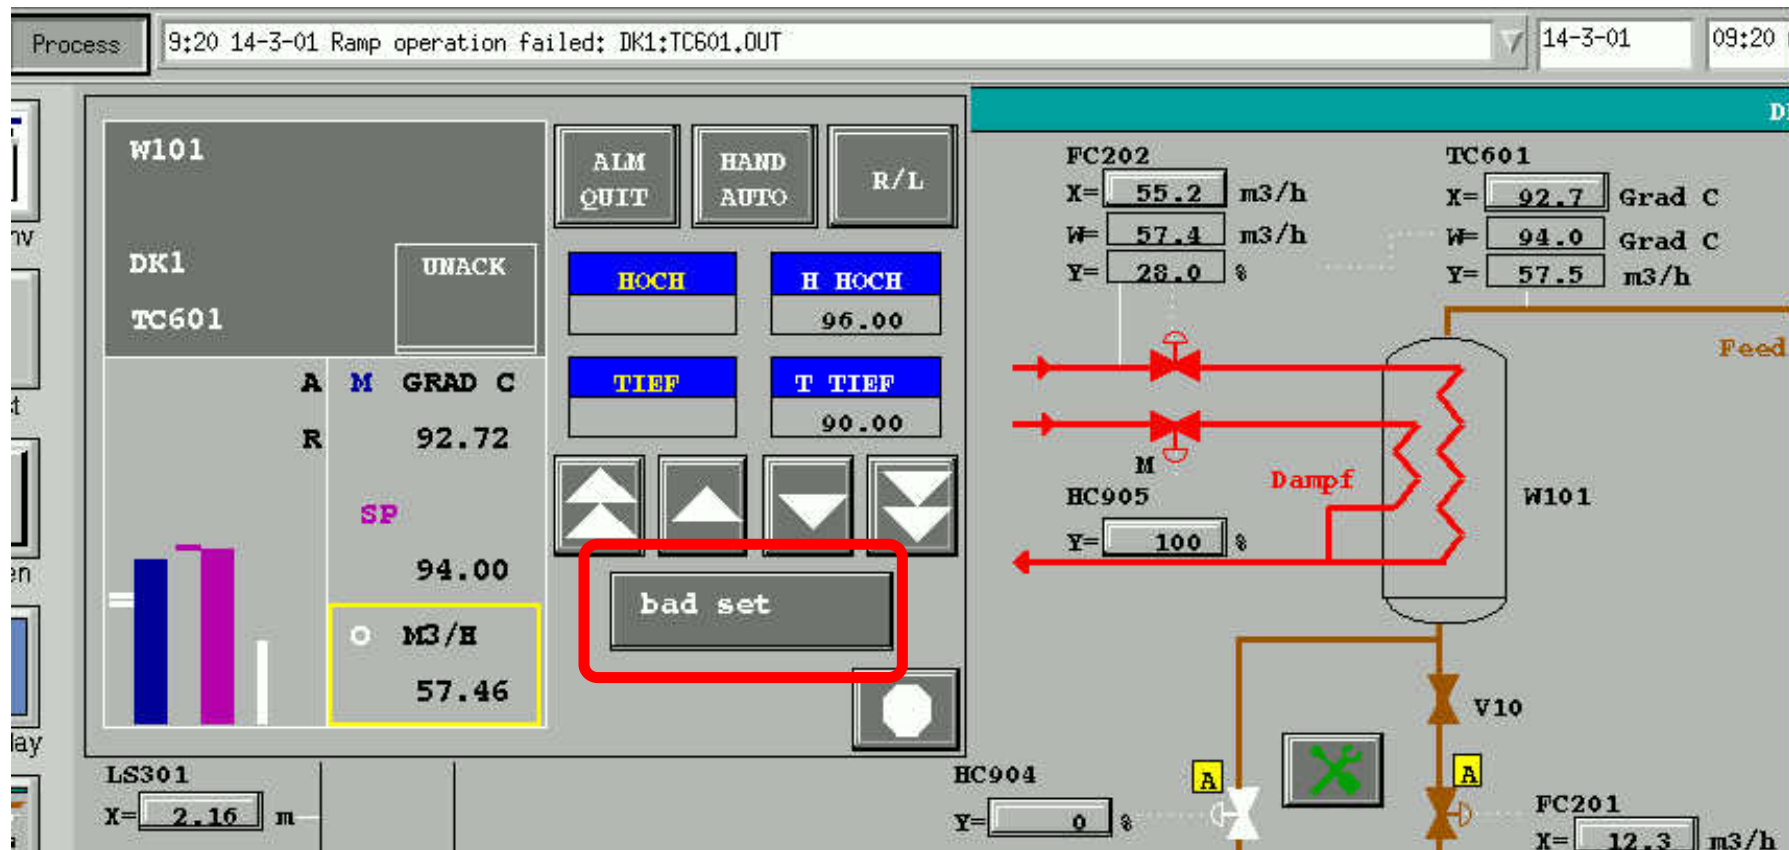 Process
9:20 14-3-01 Ramp operation failed: DK1:TC601.OUT
14-3-01
09:20
W101
DK1
TC601
UNACK
ALM
QUIT
HAND
AUTO
R/L
HOCH
H HOCH
96.00
TIEF
T TIEF
90.00
A M GRAD C
R 92.72
SP
94.00
M3/H
57.46
bad set
FC202
X= 55.2 m3/h
W= 57.4 m3/h
Y= 28.0 %
TC601
X= 92.7 Grad C
W= 94.0 Grad C
Y= 57.5 m3/h
Feed
M
Dampf
HC905
Y= 100 %
W101
V10
LS301
X= 2.16 m
HC904
Y= 0 %
A
A
FC201
X= 12.3 m3/h